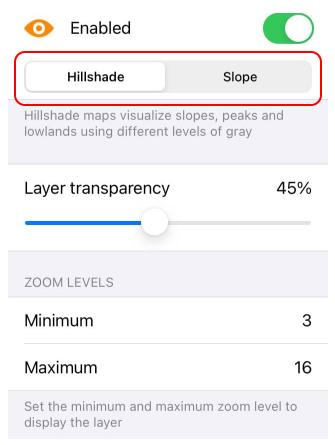 Enabled
Hillshade Slope
Hillshade maps visualize slopes, peaks and
lowlands using different levels of gray
Layer transparency 45%
ZOOM LEVELS
Minimum 3
Maximum 16
Set the minimum and maximum zoom level to
display the layer